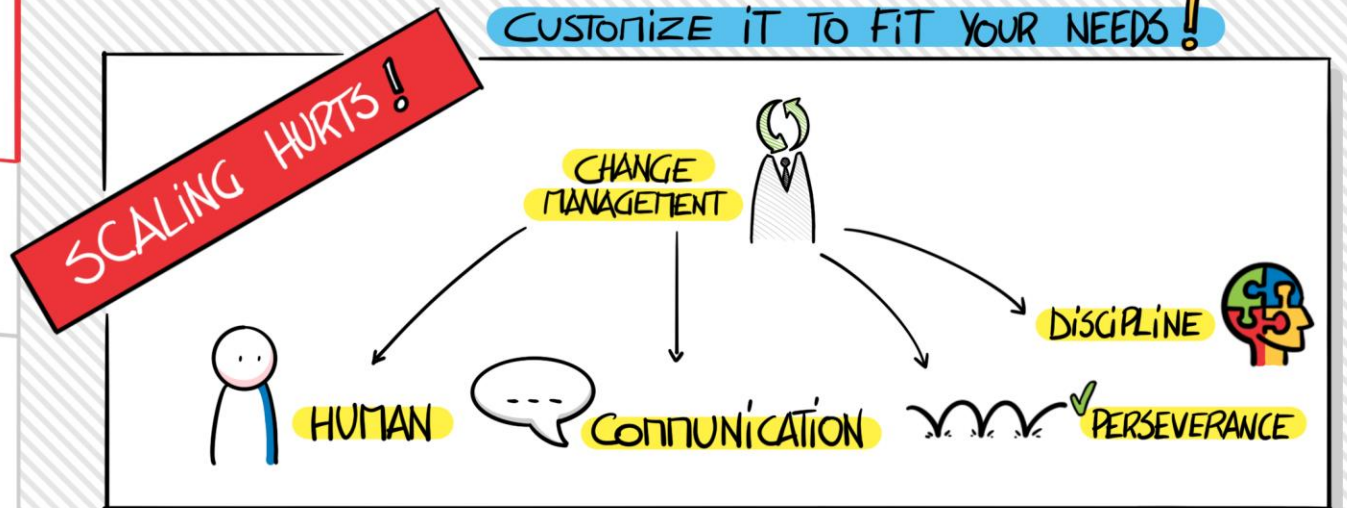 CUSTOMIZE IT TO FIT YOUR NEEDS!
SCALING HURTS!
CHANGE
MANAGEMENT
DISCIPLINE
HUMAN
COMMUNICATION
PERSEVERANCE